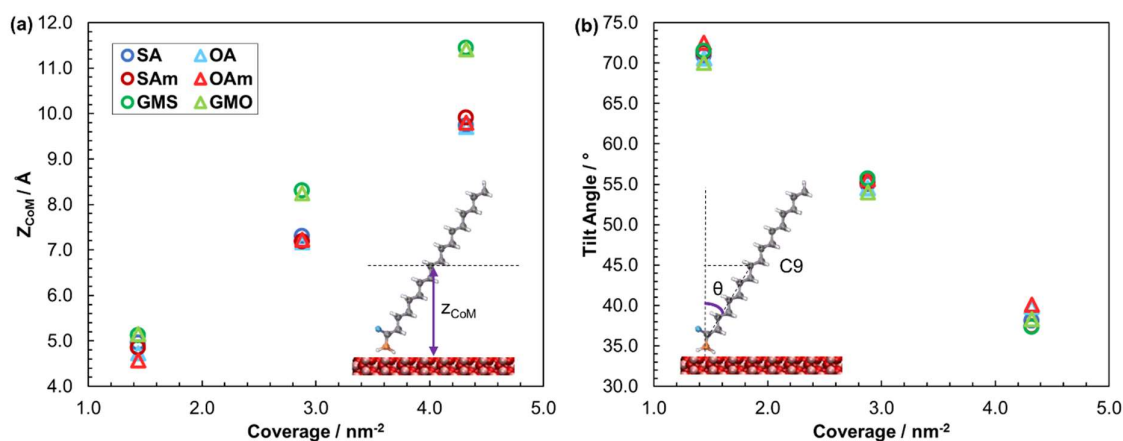 (a)
12.0
11.0
10.0
9.0
8.0
7.0
6.0
5.0
4.0
Z_CoM / Å
SA OA
SAm OAm
GMS GMO
z_CoM
1.0 2.0 3.0 4.0 5.0
Coverage / nm⁻²
(b)
75.0
70.0
65.0
60.0
55.0
50.0
45.0
40.0
35.0
30.0
Tilt Angle / °
θ
C9
1.0 2.0 3.0 4.0 5.0
Coverage / nm⁻²